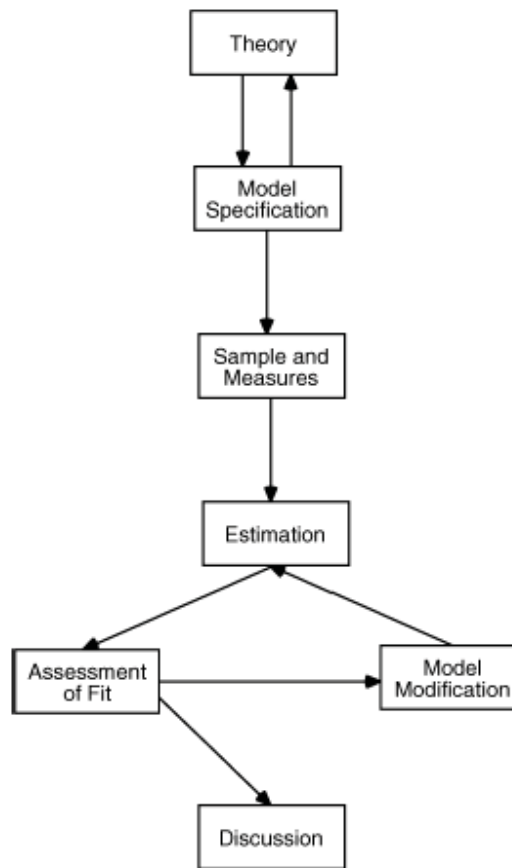 Theory
Model
Specification
Sample and
Measures
Estimation
Assessment
of Fit
Model
Modification
Discussion